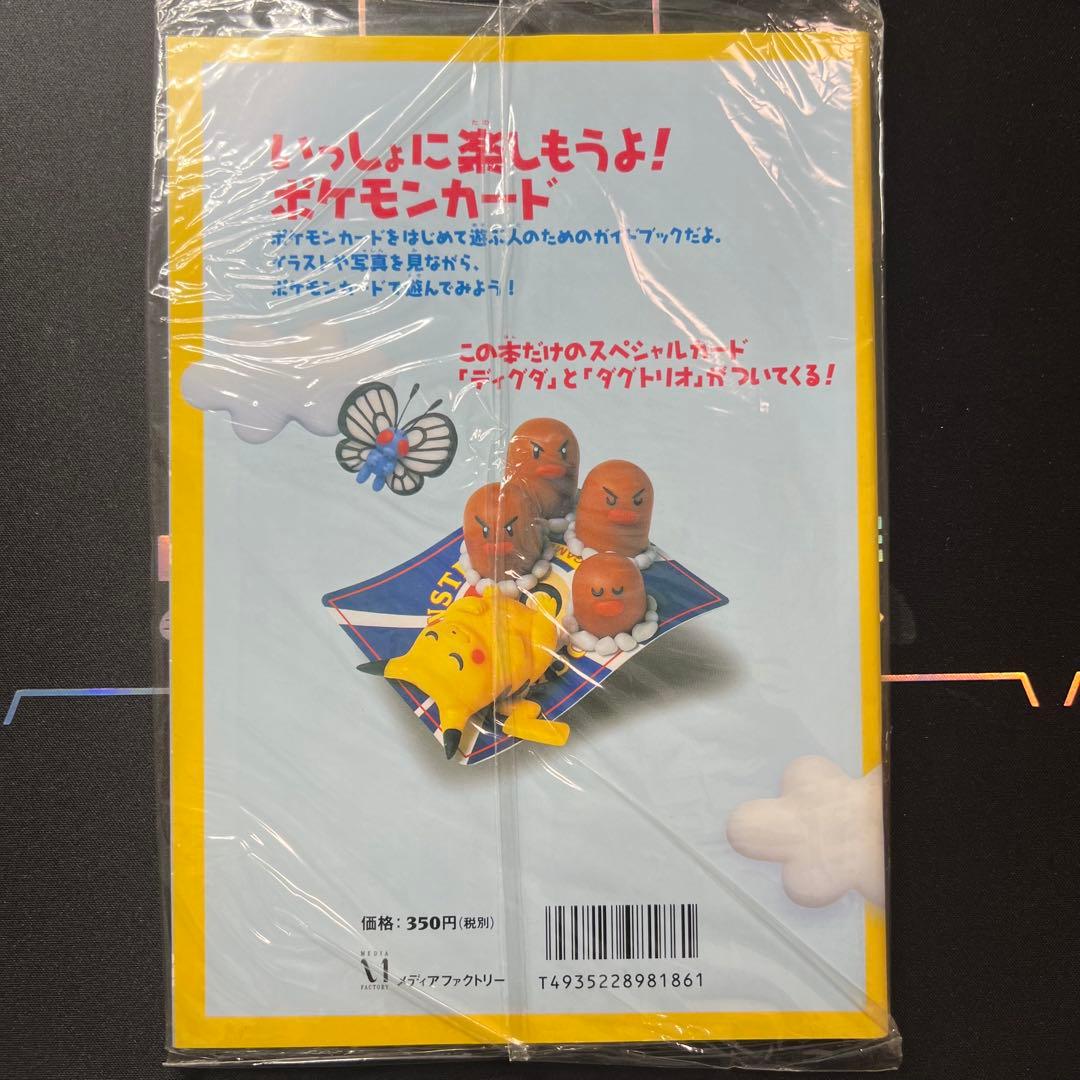 いっしょに楽しもうよ!
ポケモンカード
ポケモンカードをはじめて遊ぶ人のためのガイドブックだよ。
イラストや写真を見ながら、
ポケモンカードで遊んでみよう!
この本だけのスペシャルカード
「ディグダ」と「ダグトリオ」がついてくる!
価格:350円(税別)
MEDIA
FACTORY
メディアファクトリー
T4935228981861